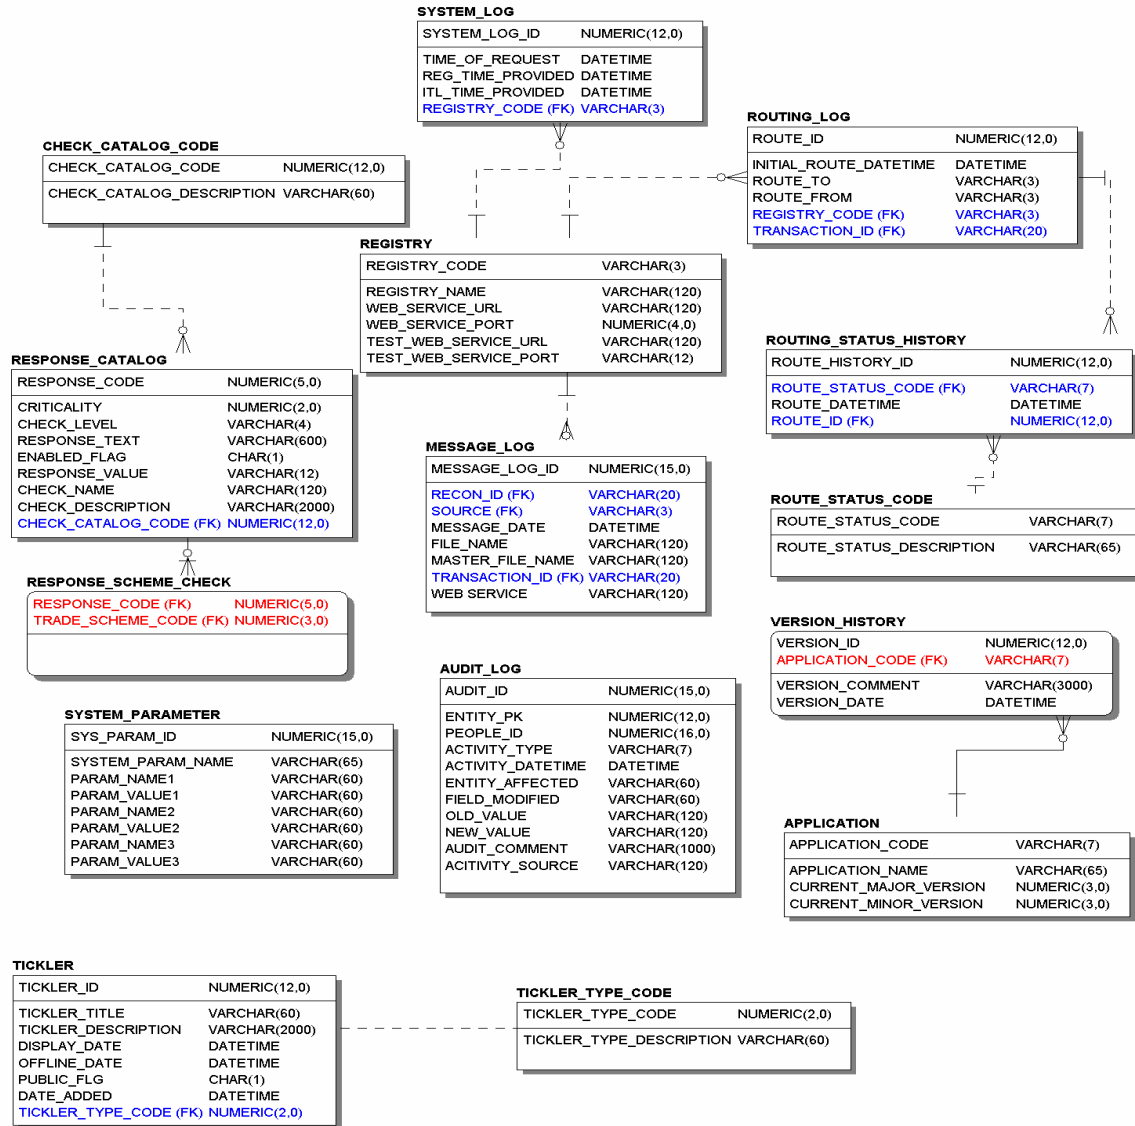 SYSTEM_LOG
SYSTEM_LOG_ID NUMERIC(12,0)
TIME_OF_REQUEST DATETIME
REG_TIME_PROVIDED DATETIME
ITL_TIME_PROVIDED DATETIME
REGISTRY_CODE (FK) VARCHAR(3)
ROUTING_LOG
ROUTE_ID NUMERIC(12,0)
INITIAL_ROUTE_DATETIME DATETIME
ROUTE_TO VARCHAR(3)
ROUTE_FROM VARCHAR(3)
REGISTRY_CODE (FK) VARCHAR(3)
TRANSACTION_ID (FK) VARCHAR(20)
CHECK_CATALOG_CODE
CHECK_CATALOG_CODE NUMERIC(12,0)
CHECK_CATALOG_DESCRIPTION VARCHAR(60)
REGISTRY
REGISTRY_CODE VARCHAR(3)
REGISTRY_NAME VARCHAR(120)
WEB_SERVICE_URL VARCHAR(120)
WEB_SERVICE_PORT NUMERIC(4,0)
TEST_WEB_SERVICE_URL VARCHAR(120)
TEST_WEB_SERVICE_PORT VARCHAR(12)
ROUTING_STATUS_HISTORY
ROUTE_HISTORY_ID NUMERIC(12,0)
ROUTE_STATUS_CODE (FK) VARCHAR(7)
ROUTE_DATETIME DATETIME
ROUTE_ID (FK) NUMERIC(12,0)
RESPONSE_CATALOG
RESPONSE_CODE NUMERIC(5,0)
CRITICALITY NUMERIC(2,0)
CHECK_LEVEL VARCHAR(4)
RESPONSE_TEXT VARCHAR(600)
ENABLED_FLAG CHAR(1)
RESPONSE_VALUE VARCHAR(12)
CHECK_NAME VARCHAR(120)
CHECK_DESCRIPTION VARCHAR(2000)
CHECK_CATALOG_CODE (FK) NUMERIC(12,0)
MESSAGE_LOG
MESSAGE_LOG_ID NUMERIC(15,0)
RECON_ID (FK) VARCHAR(20)
SOURCE (FK) VARCHAR(3)
MESSAGE_DATE DATETIME
FILE_NAME VARCHAR(120)
MASTER_FILE_NAME VARCHAR(120)
TRANSACTION_ID (FK) VARCHAR(20)
WEB SERVICE VARCHAR(120)
ROUTE_STATUS_CODE
ROUTE_STATUS_CODE VARCHAR(7)
ROUTE_STATUS_DESCRIPTION VARCHAR(65)
RESPONSE_SCHEME_CHECK
RESPONSE_CODE (FK) NUMERIC(5,0)
TRADE_SCHEME_CODE (FK) NUMERIC(3,0)
VERSION_HISTORY
VERSION_ID NUMERIC(12,0)
APPLICATION_CODE (FK) VARCHAR(7)
VERSION_COMMENT VARCHAR(3000)
VERSION_DATE DATETIME
AUDIT_LOG
AUDIT_ID NUMERIC(15,0)
ENTITY_PK NUMERIC(12,0)
PEOPLE_ID NUMERIC(16,0)
ACTIVITY_TYPE VARCHAR(7)
ACTIVITY_DATETIME DATETIME
ENTITY_AFFECTED VARCHAR(60)
FIELD_MODIFIED VARCHAR(60)
OLD_VALUE VARCHAR(120)
NEW_VALUE VARCHAR(120)
AUDIT_COMMENT VARCHAR(1000)
ACITIVITY_SOURCE VARCHAR(120)
SYSTEM_PARAMETER
SYS_PARAM_ID NUMERIC(15,0)
SYSTEM_PARAM_NAME VARCHAR(65)
PARAM_NAME1 VARCHAR(60)
PARAM_VALUE1 VARCHAR(60)
PARAM_NAME2 VARCHAR(60)
PARAM_VALUE2 VARCHAR(60)
PARAM_NAME3 VARCHAR(60)
PARAM_VALUE3 VARCHAR(60)
APPLICATION
APPLICATION_CODE VARCHAR(7)
APPLICATION_NAME VARCHAR(65)
CURRENT_MAJOR_VERSION NUMERIC(3,0)
CURRENT_MINOR_VERSION NUMERIC(3,0)
TICKLER
TICKLER_ID NUMERIC(12,0)
TICKLER_TITLE VARCHAR(60)
TICKLER_DESCRIPTION VARCHAR(2000)
DISPLAY_DATE DATETIME
OFFLINE_DATE DATETIME
PUBLIC_FLG CHAR(1)
DATE_ADDED DATETIME
TICKLER_TYPE_CODE (FK) NUMERIC(2,0)
TICKLER_TYPE_CODE
TICKLER_TYPE_CODE NUMERIC(2,0)
TICKLER_TYPE_DESCRIPTION VARCHAR(60)